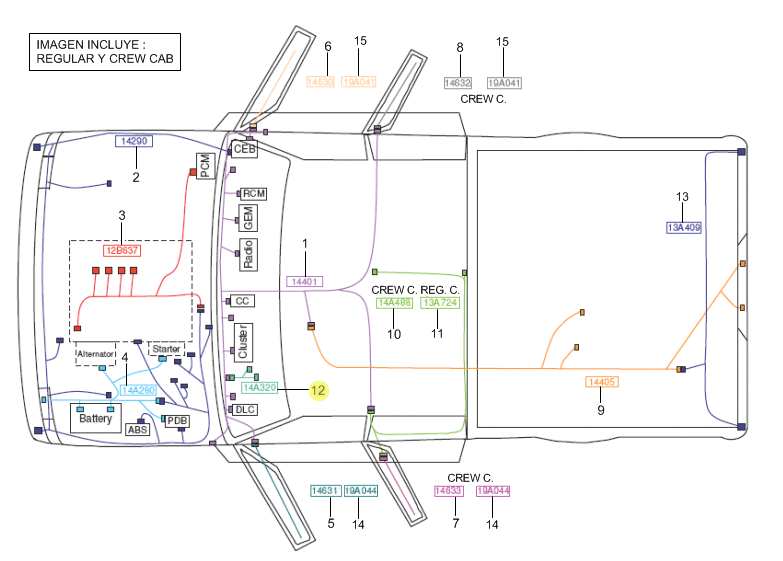 IMAGEN INCLUYE :
REGULAR Y CREW CAB
6
15
14630
19A041
8
15
14632
19A041
CREW C.
14290
2
CEB
PCM
RCM
GEM
Radio
3
12B637
1
14401
13
13A409
CREW C. REG. C.
14A488
13A724
10
11
CC
Cluster
Alternator
Starter
4
14A280
14A320
12
14405
9
Battery
ABS
PDB
DLC
14631
19A044
5
14
CREW C.
14633
19A044
7
14